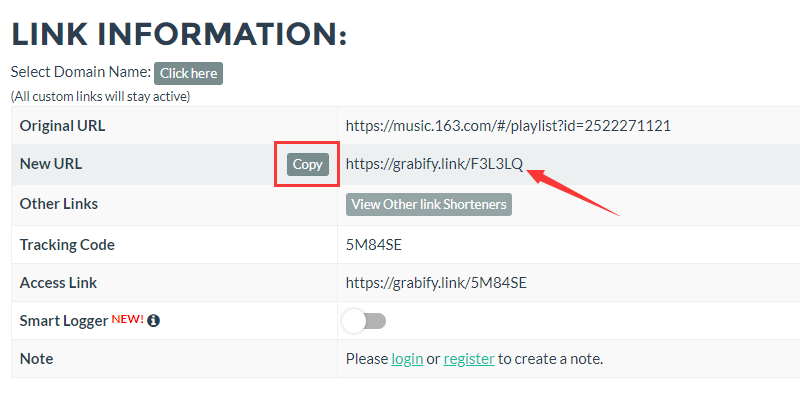 LINK INFORMATION:
Select Domain Name: Click here
(All custom links will stay active)
Original URL https://music.163.com/#/playlist?id=2522271121
New URL Copy https://grabify.link/F3L3LQ
Other Links View Other link Shorteners
Tracking Code 5M84SE
Access Link https://grabify.link/5M84SE
Smart Logger NEW!
Note Please login or register to create a note.